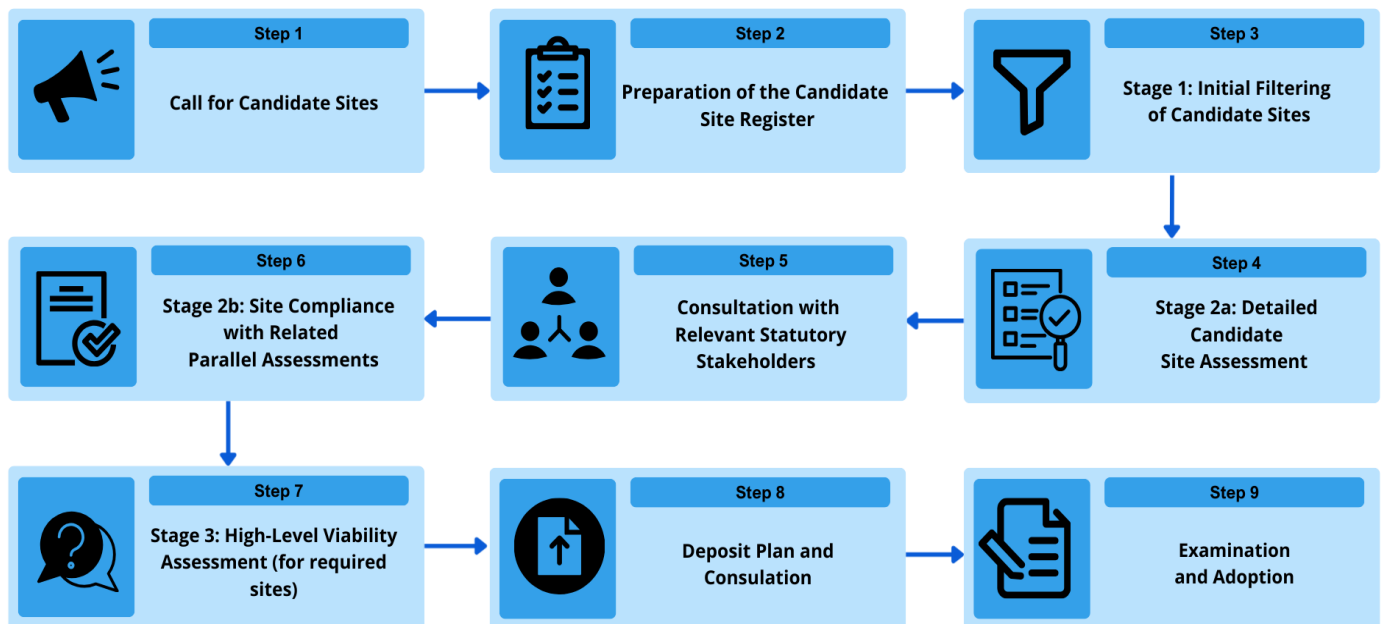 Step 1
Call for Candidate Sites
Step 2
Preparation of the Candidate
Site Register
Step 3
Stage 1: Initial Filtering
of Candidate Sites
Step 4
Stage 2a: Detailed
Candidate
Site Assessment
Step 5
Consultation with
Relevant Statutory
Stakeholders
Step 6
Stage 2b: Site Compliance
with Related
Parallel Assessments
Step 7
Stage 3: High-Level Viability
Assessment (for required
sites)
Step 8
Deposit Plan and
Consulation
Step 9
Examination
and Adoption